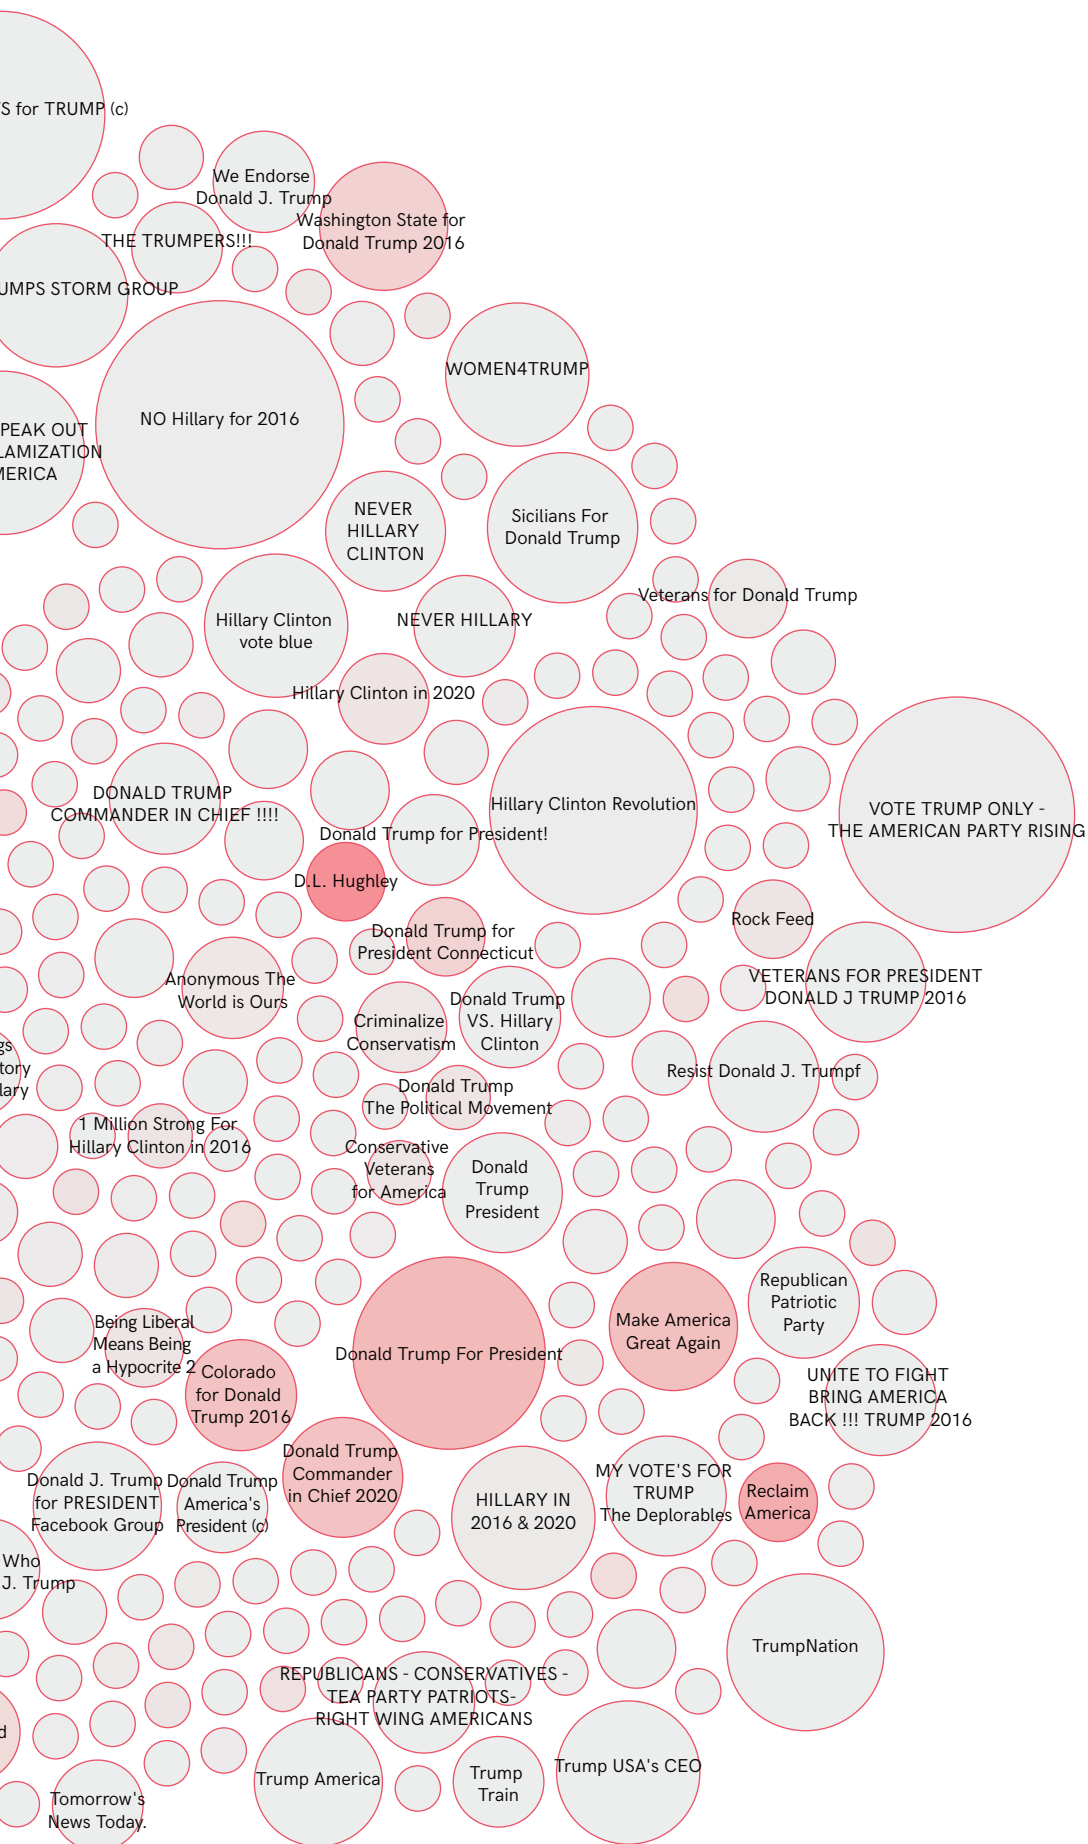 S for TRUMP (c)
We Endorse
Donald J. Trump
Washington State for
Donald Trump 2016
THE TRUMPERS!!!
UMPS STORM GROUP
WOMEN4TRUMP
NO Hillary for 2016
PEAK OUT
LAMIZATION
MERICA
NEVER
HILLARY
CLINTON
Sicilians For
Donald Trump
Veterans for Donald Trump
Hillary Clinton
vote blue
NEVER HILLARY
Hillary Clinton in 2020
DONALD TRUMP
COMMANDER IN CHIEF !!!!
Hillary Clinton Revolution
VOTE TRUMP ONLY -
THE AMERICAN PARTY RISING
Donald Trump for President!
D.L. Hughley
Rock Feed
Donald Trump for
President Connecticut
Anonymous The
World is Ours
VETERANS FOR PRESIDENT
DONALD J TRUMP 2016
Criminalize
Conservatism
Donald Trump
VS. Hillary
Clinton
gs
tory
lary
Resist Donald J. Trumpf
Donald Trump
The Political Movement
1 Million Strong For
Hillary Clinton in 2016
Conservative
Veterans
for America
Donald
Trump
President
Republican
Patriotic
Party
Being Liberal
Means Being
a Hypocrite 2
Make America
Great Again
Donald Trump For President
Colorado
for Donald
Trump 2016
UNITE TO FIGHT
BRING AMERICA
BACK !!! TRUMP 2016
Donald Trump
Commander
in Chief 2020
Donald J. Trump
for PRESIDENT
Facebook Group
Donald Trump
America's
President (c)
HILLARY IN
2016 & 2020
MY VOTE'S FOR
TRUMP
The Deplorables
Reclaim
America
Who
J. Trump
TrumpNation
REPUBLICANS - CONSERVATIVES -
TEA PARTY PATRIOTS-
RIGHT WING AMERICANS
d
Trump America
Trump
Train
Trump USA's CEO
Tomorrow's
News Today.